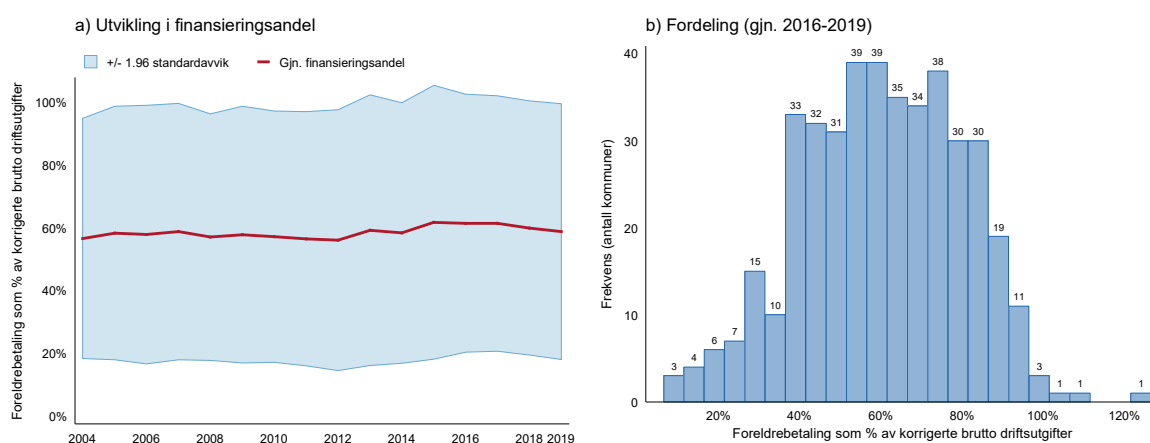 a) Utvikling i finansieringsandel
+/- 1.96 standardavvik
Gjn. finansieringsandel
Foreldrebetaling som % av korrigerte brutto driftsutgifter
100%
80%
60%
40%
20%
0%
2004 2006 2008 2010 2012 2014 2016 2018 2019
b) Fordeling (gjn. 2016-2019)
Frekvens (antall kommuner)
40
30
20
10
0
3 4 6 7 15 10 33 32 31 39 39 35 34 38 30 30 19 11 3 1 1 1
20% 40% 60% 80% 100% 120%
Foreldrebetaling som % av korrigerte brutto driftsutgifter